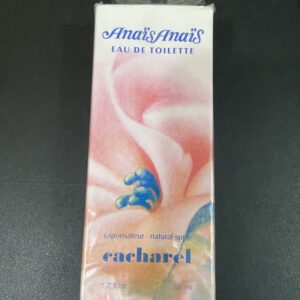 AnaïsAnaïs
EAU DE TOILETTE
vaporisateur - natural spray
cacharel
1.7 fl oz 50 ml